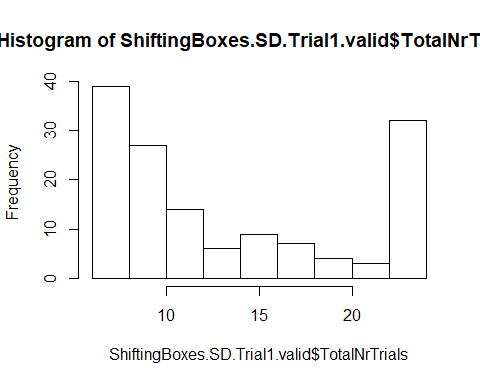 Histogram of ShiftingBoxes.SD.Trial1.valid$TotalNrT
Frequency
0
10
20
30
40
10
15
20
ShiftingBoxes.SD.Trial1.valid$TotalNrTrials